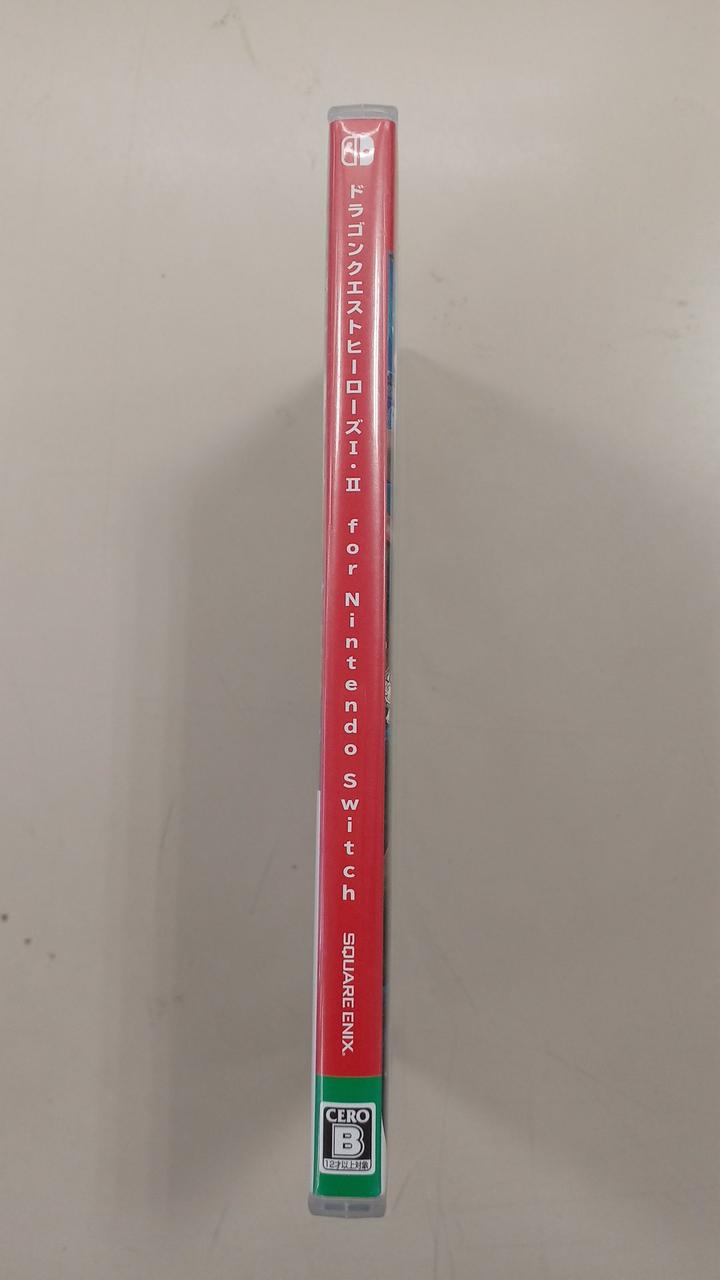 ドラゴンクエストヒーローズI・II for Nintendo Switch
SQUARE ENIX
CERO
B
12才以上対象